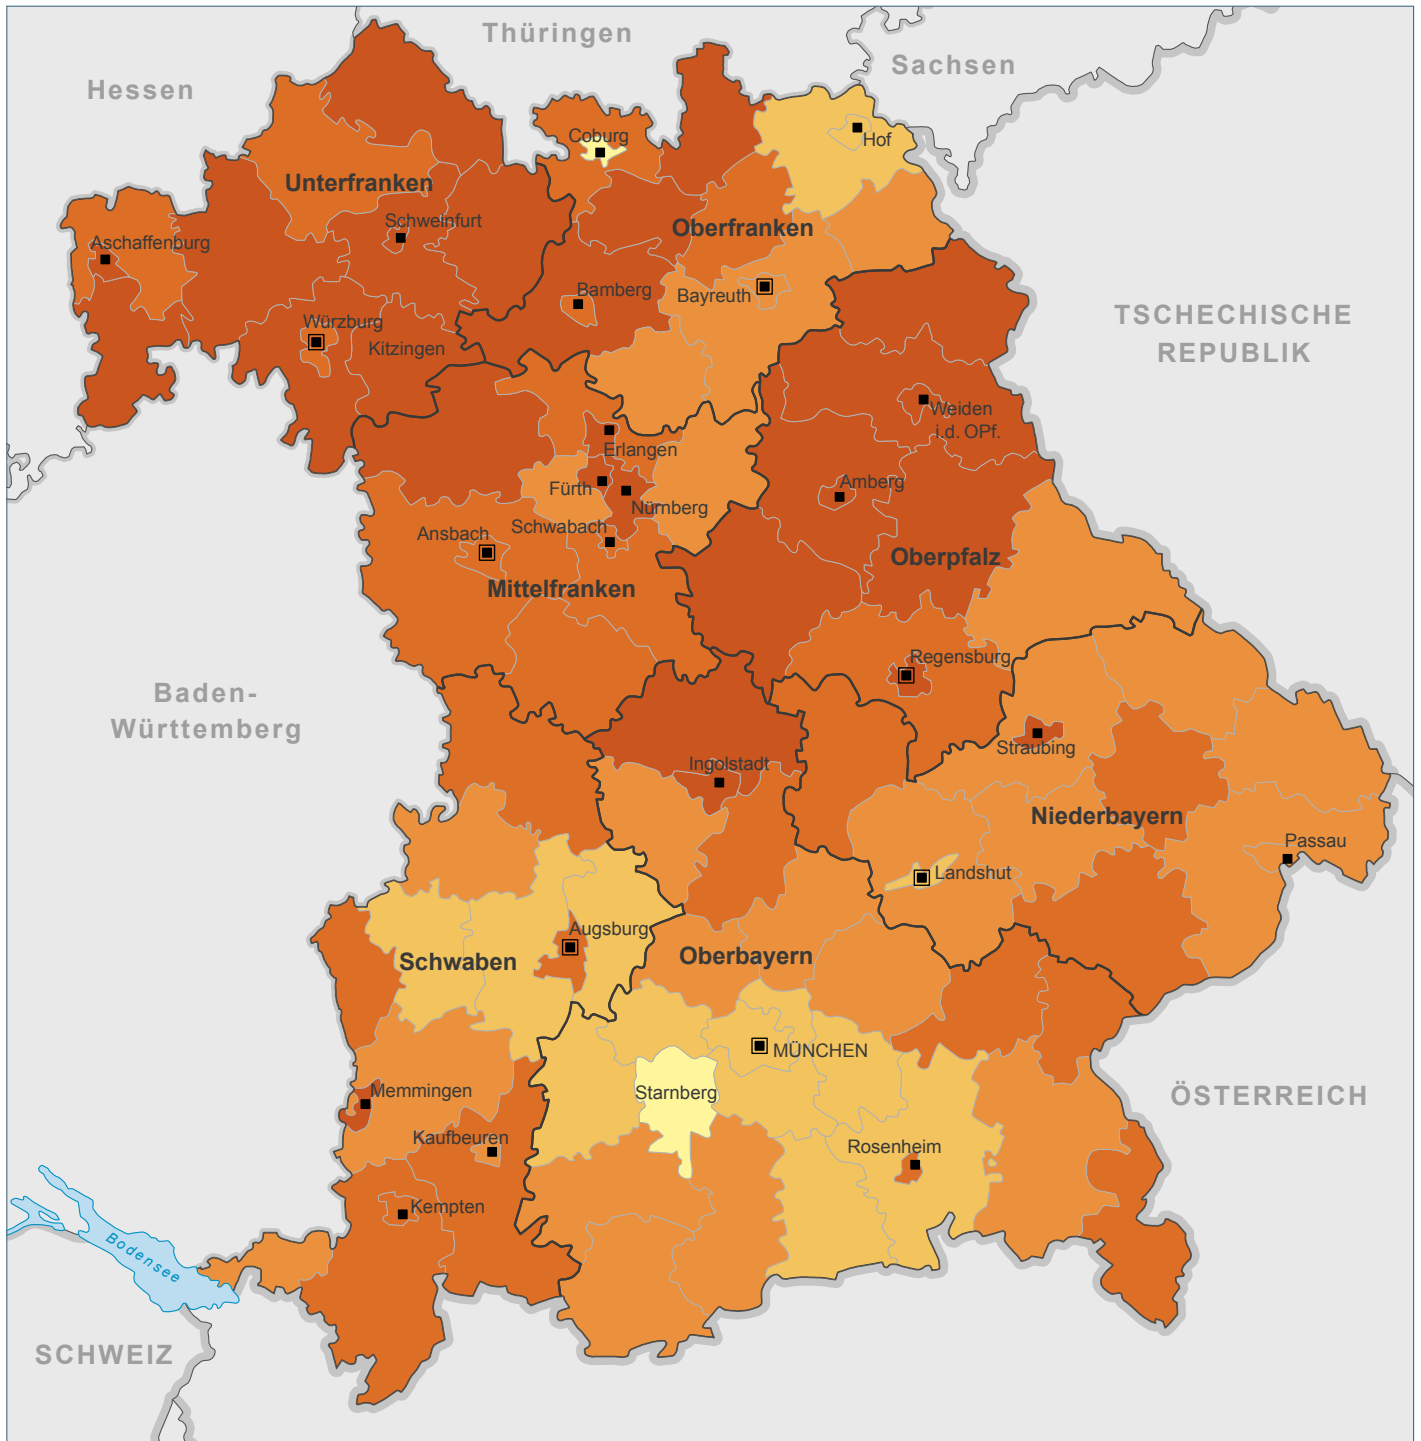 Thüringen
Sachsen
Hessen
Coburg
Hof
Unterfranken
Schweinfurt
Oberfranken
Aschaffenburg
Bamberg
Bayreuth
TSCHECHISCHE
REPUBLIK
Würzburg
Kitzingen
Weiden
i.d. OPf.
Erlangen
Fürth
Nürnberg
Amberg
Ansbach
Schwabach
Oberpfalz
Mittelfranken
Regensburg
Baden-
Württemberg
Straubing
Ingolstadt
Niederbayern
Passau
Landshut
Augsburg
Schwaben
Oberbayern
MÜNCHEN
Memmingen
Starnberg
ÖSTERREICH
Kaufbeuren
Rosenheim
Kempten
Bodensee
SCHWEIZ